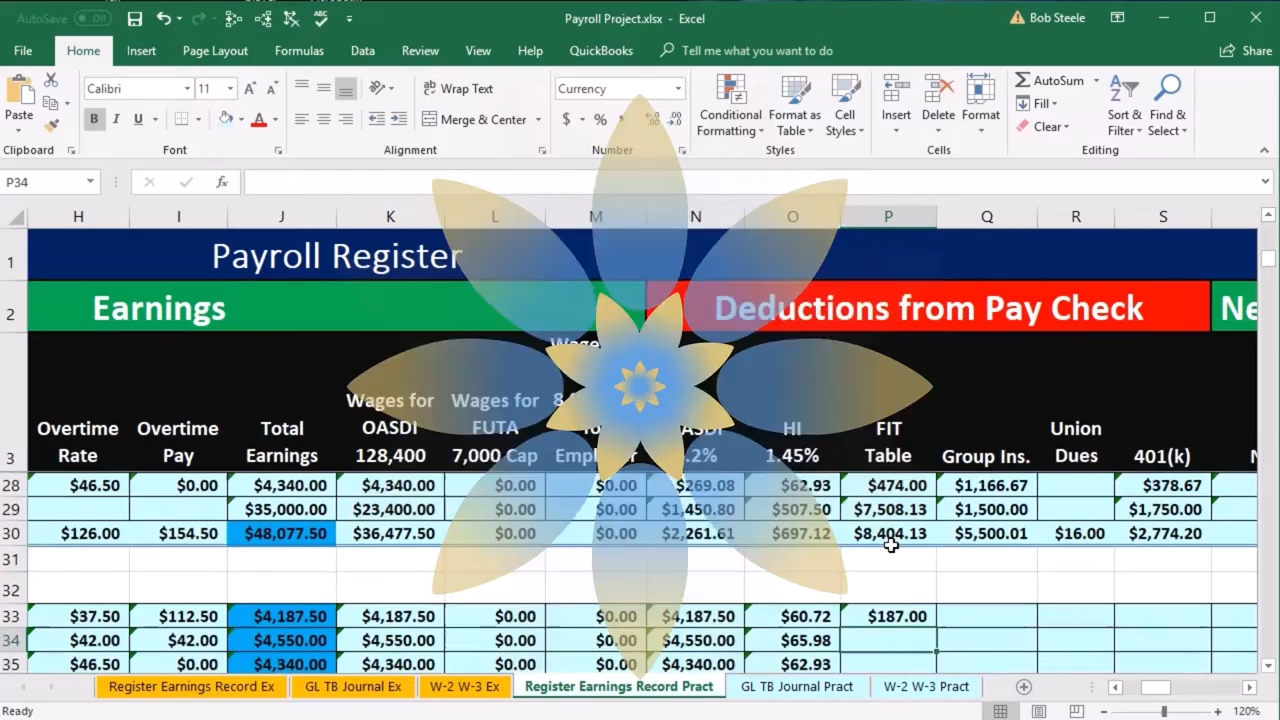 AutoSave Off
Payroll Project.xlsx - Excel
Bob Steele
File Home Insert Page Layout Formulas Data Review View Help QuickBooks Tell me what you want to do Share
Calibri 11 Wrap Text Currency AutoSum
Paste B I U Merge & Center $ % Conditional Formatting Format as Table Cell Styles Insert Delete Format Fill Clear Sort & Filter Find & Select
Clipboard Font Alignment Number Styles Cells Editing
P34 fx
H I J K L M N O P Q R S
1 Payroll Register
2 Earnings Deductions from Pay Check
Wages for Wages for
Overtime Overtime Total OASDI FUTA HI FIT Union
3 Rate Pay Earnings 128,400 7,000 Cap 1.45% Table Group Ins. Dues 401(k)
28 $46.50 $0.00 $4,340.00 $4,340.00 $0.00 $0.00 $269.08 $62.93 $474.00 $1,166.67 $378.67
29 $35,000.00 $23,400.00 $0.00 $0.00 $1,450.80 $507.50 $7,508.13 $1,500.00 $1,750.00
30 $126.00 $154.50 $48,077.50 $36,477.50 $0.00 $0.00 $2,261.61 $697.12 $8,404.13 $5,500.01 $16.00 $2,774.20
31
32
33 $37.50 $112.50 $4,187.50 $4,187.50 $0.00 $0.00 $4,187.50 $60.72 $187.00
34 $42.00 $42.00 $4,550.00 $4,550.00 $0.00 $0.00 $4,550.00 $65.98
35 $46.50 $0.00 $4,340.00 $4,340.00 $0.00 $0.00 $4,340.00 $62.93
Register Earnings Record Ex GL TB Journal Ex W-2 W-3 Ex Register Earnings Record Pract GL TB Journal Pract W-2 W-3 Pract
Ready 120%